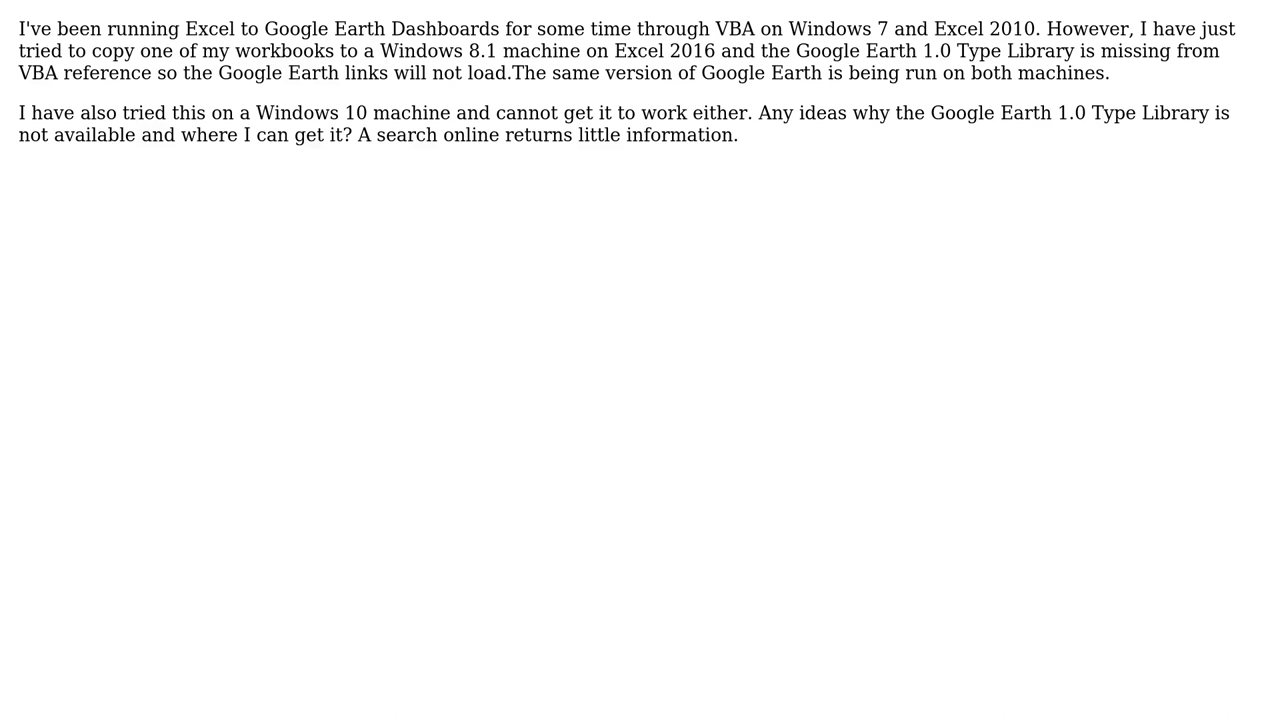 I've been running Excel to Google Earth Dashboards for some time through VBA on Windows 7 and Excel 2010. However, I have just
tried to copy one of my workbooks to a Windows 8.1 machine on Excel 2016 and the Google Earth 1.0 Type Library is missing from
VBA reference so the Google Earth links will not load.The same version of Google Earth is being run on both machines.
I have also tried this on a Windows 10 machine and cannot get it to work either. Any ideas why the Google Earth 1.0 Type Library is
not available and where I can get it? A search online returns little information.